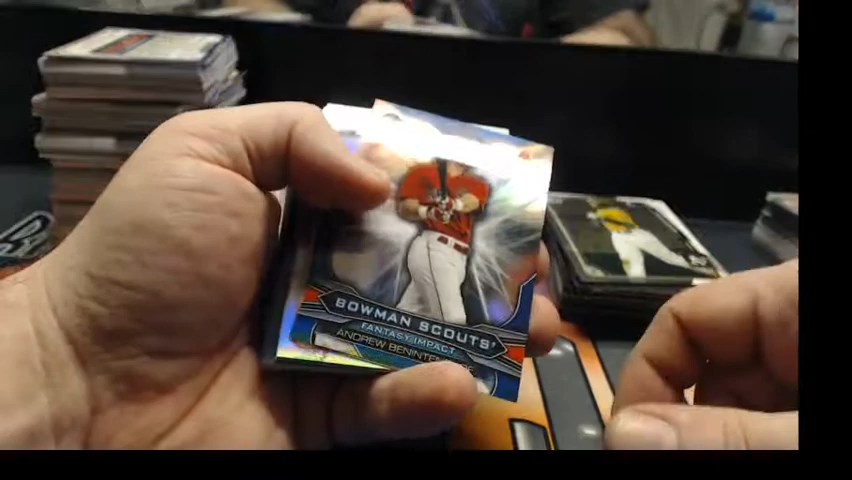 BOWMAN SCOUTS'
FANTASY IMPACT
ANDREW BENINTENDI